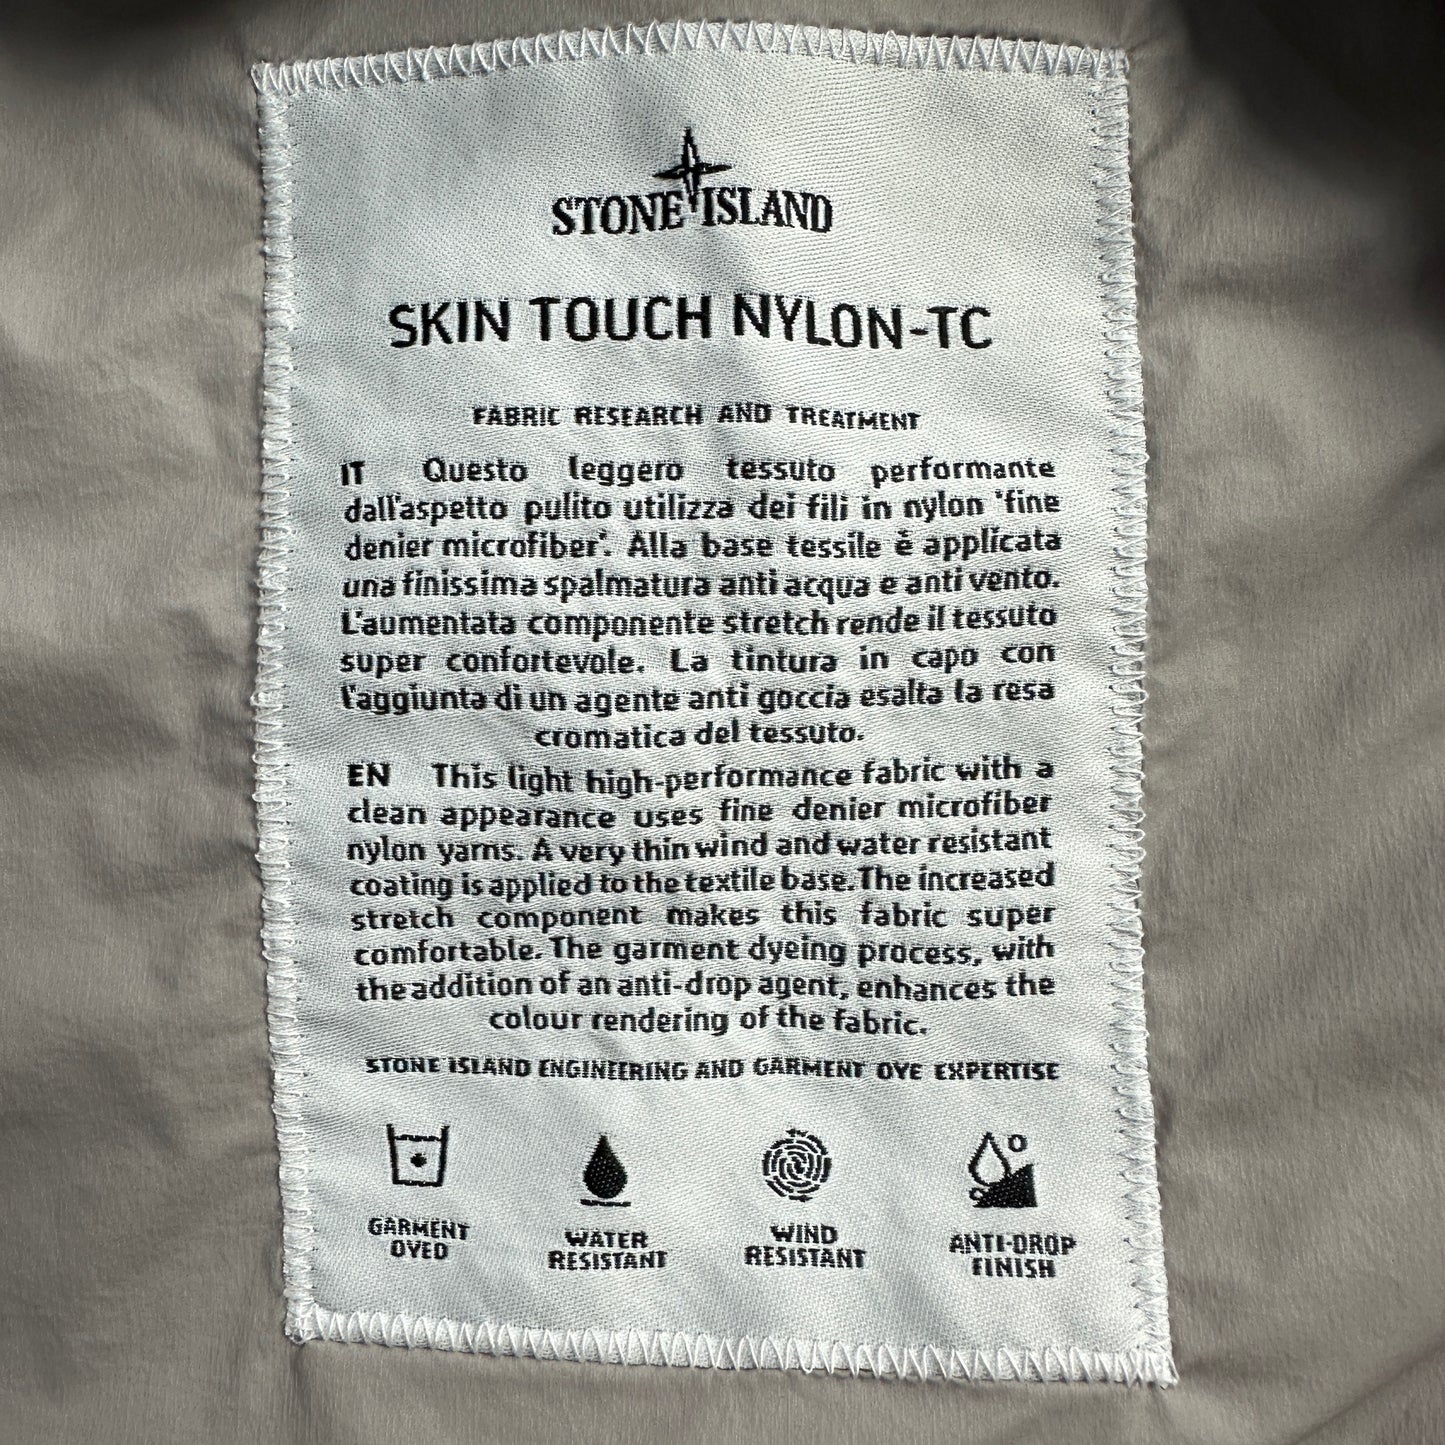 STONE ISLAND
SKIN TOUCH NYLON-TC
FABRIC RESEARCH AND TREATMENT
IT Questo leggero tessuto performante
dall'aspetto pulito utilizza dei fili in nylon 'fine
denier microfiber'. Alla base tessile è applicata
una finissima spalmatura anti acqua e anti vento.
L'aumentata componente stretch rende il tessuto
super confortevole. La tintura in capo con
l'aggiunta di un agente anti goccia esalta la resa
cromatica del tessuto.
EN This light high-performance fabric with a
clean appearance uses fine denier microfiber
nylon yarns. A very thin wind and water resistant
coating is applied to the textile base. The increased
stretch component makes this fabric super
comfortable. The garment dyeing process, with
the addition of an anti-drop agent, enhances the
colour rendering of the fabric.
STONE ISLAND ENGINEERING AND GARMENT DYE EXPERTISE
GARMENT
DYED
WATER
RESISTANT
WIND
RESISTANT
ANTI-DROP
FINISH